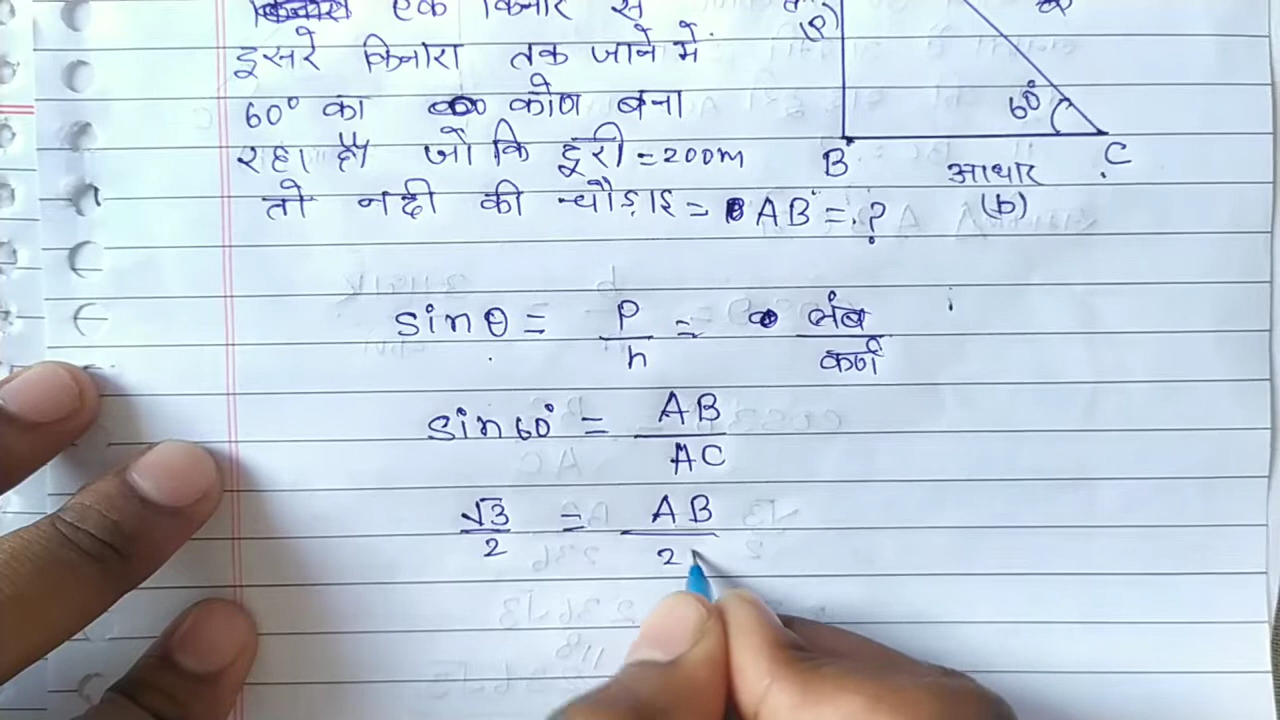 एक किनारे से
(P)
इसरे किनारा तक जाने में
60° का कोण बना
60°
रहा है। जो कि दूरी = 200m
B
आधार
C
तो नदी की चौड़ाइ = AB = ?
(b)
sinθ = P/h = लंब/कर्ण
sin60° = AB/AC
√3/2 = AB/2